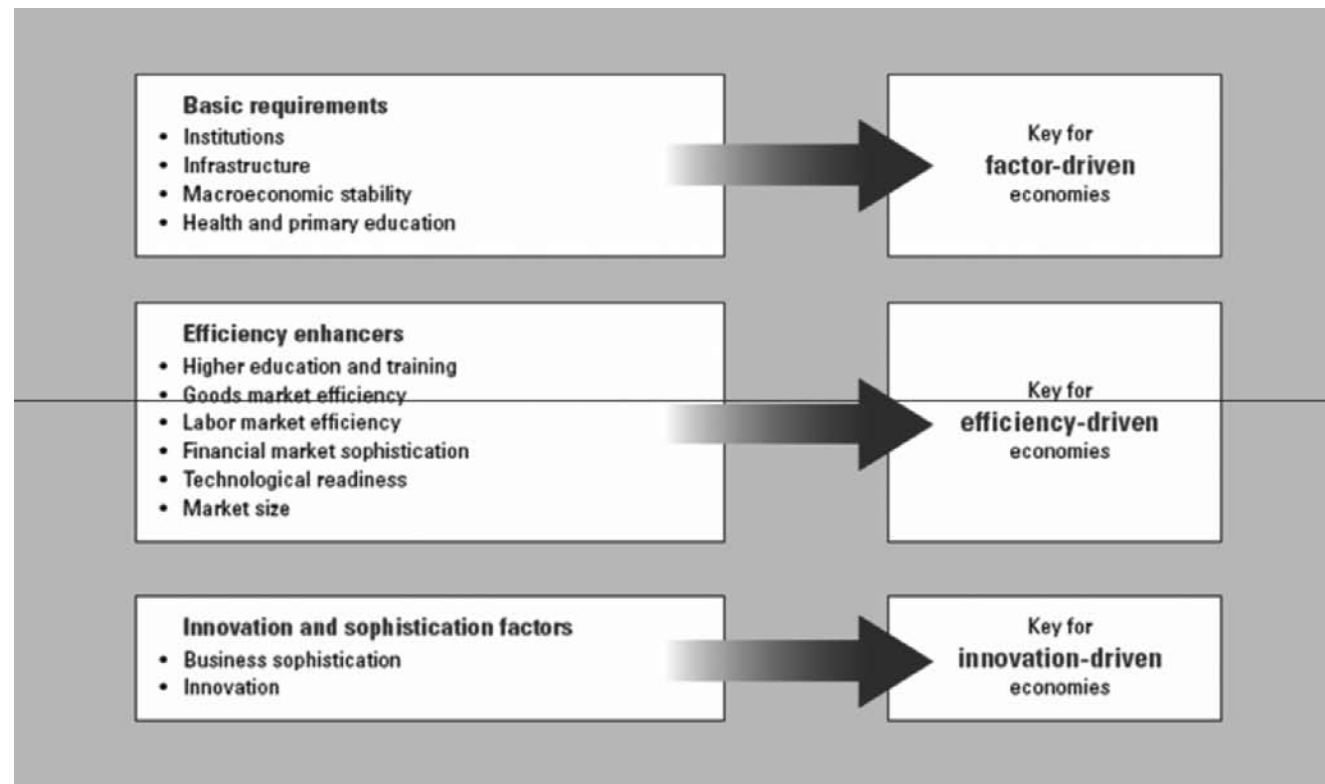 Basic requirements
• Institutions
• Infrastructure
• Macroeconomic stability
• Health and primary education
Key for
factor-driven
economies
Efficiency enhancers
• Higher education and training
• Goods market efficiency
• Labor market efficiency
• Financial market sophistication
• Technological readiness
• Market size
Key for
efficiency-driven
economies
Innovation and sophistication factors
• Business sophistication
• Innovation
Key for
innovation-driven
economies